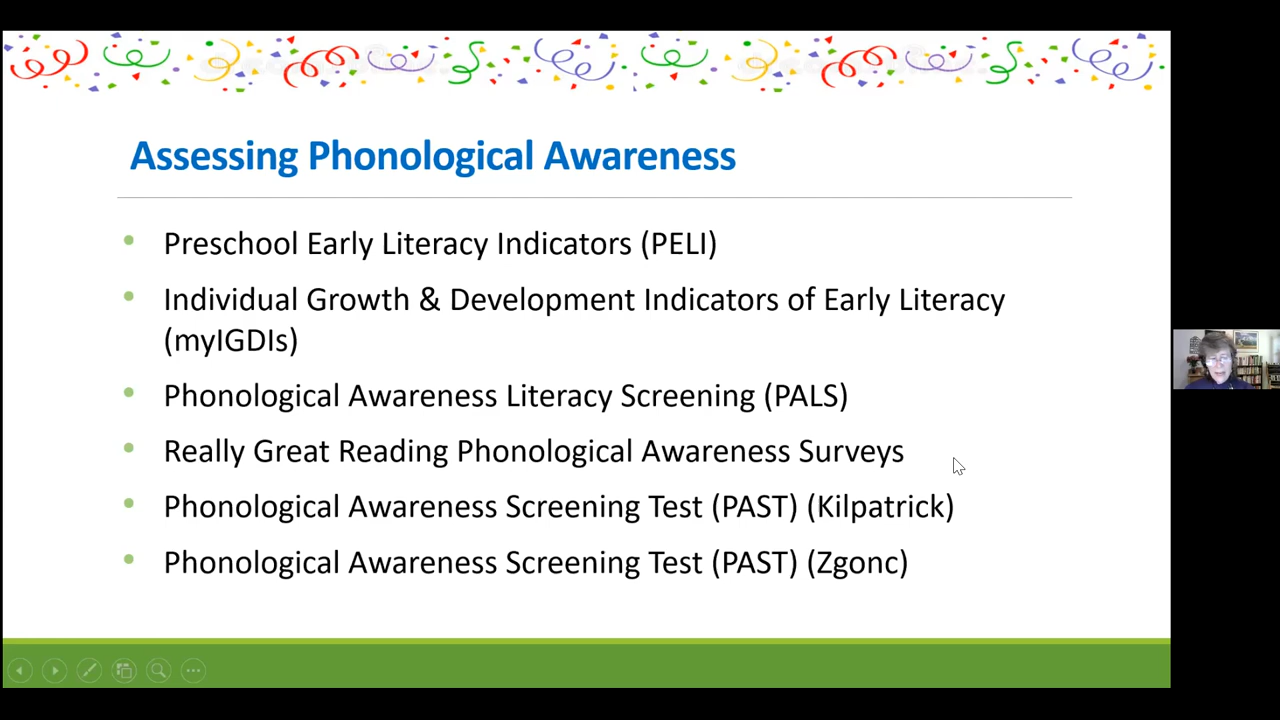 Assessing Phonological Awareness
• Preschool Early Literacy Indicators (PELI)
• Individual Growth & Development Indicators of Early Literacy
(myIGDIs)
• Phonological Awareness Literacy Screening (PALS)
• Really Great Reading Phonological Awareness Surveys
• Phonological Awareness Screening Test (PAST) (Kilpatrick)
• Phonological Awareness Screening Test (PAST) (Zgonc)